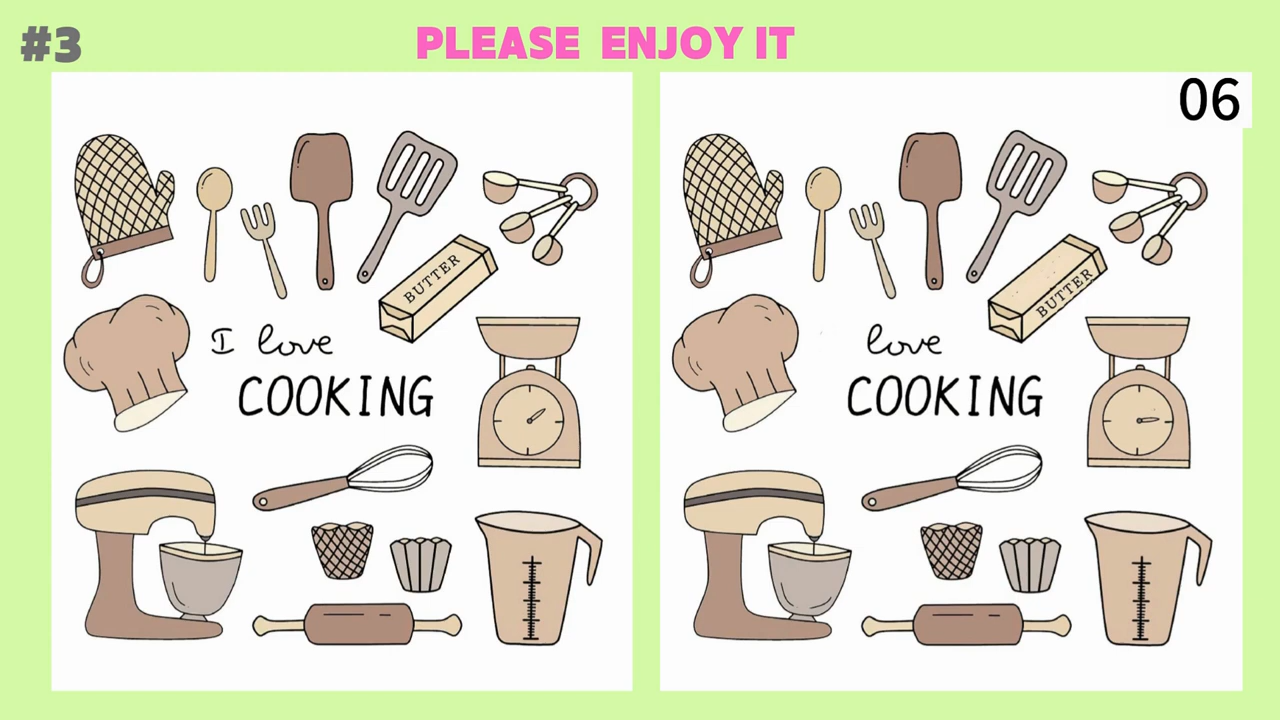 #3
PLEASE ENJOY IT
06
BUTTER
I love
COOKING
BUTTER
love
COOKING